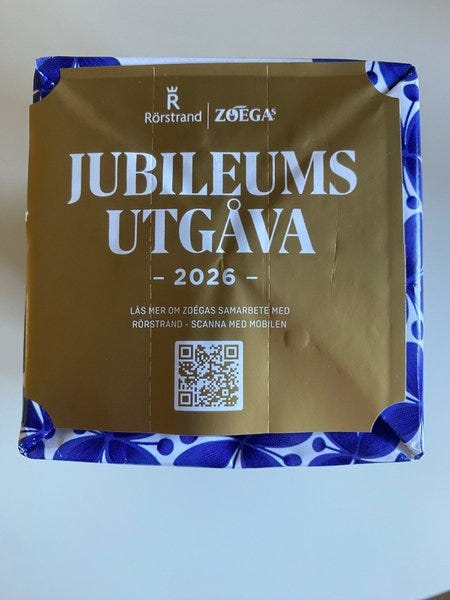 R
Rörstrand | ZOÉGAS
JUBILEUMS
UTGÅVA
– 2026 –
LÄS MER OM ZOÉGAS SAMARBETE MED
RÖRSTRAND - SCANNA MED MOBILEN